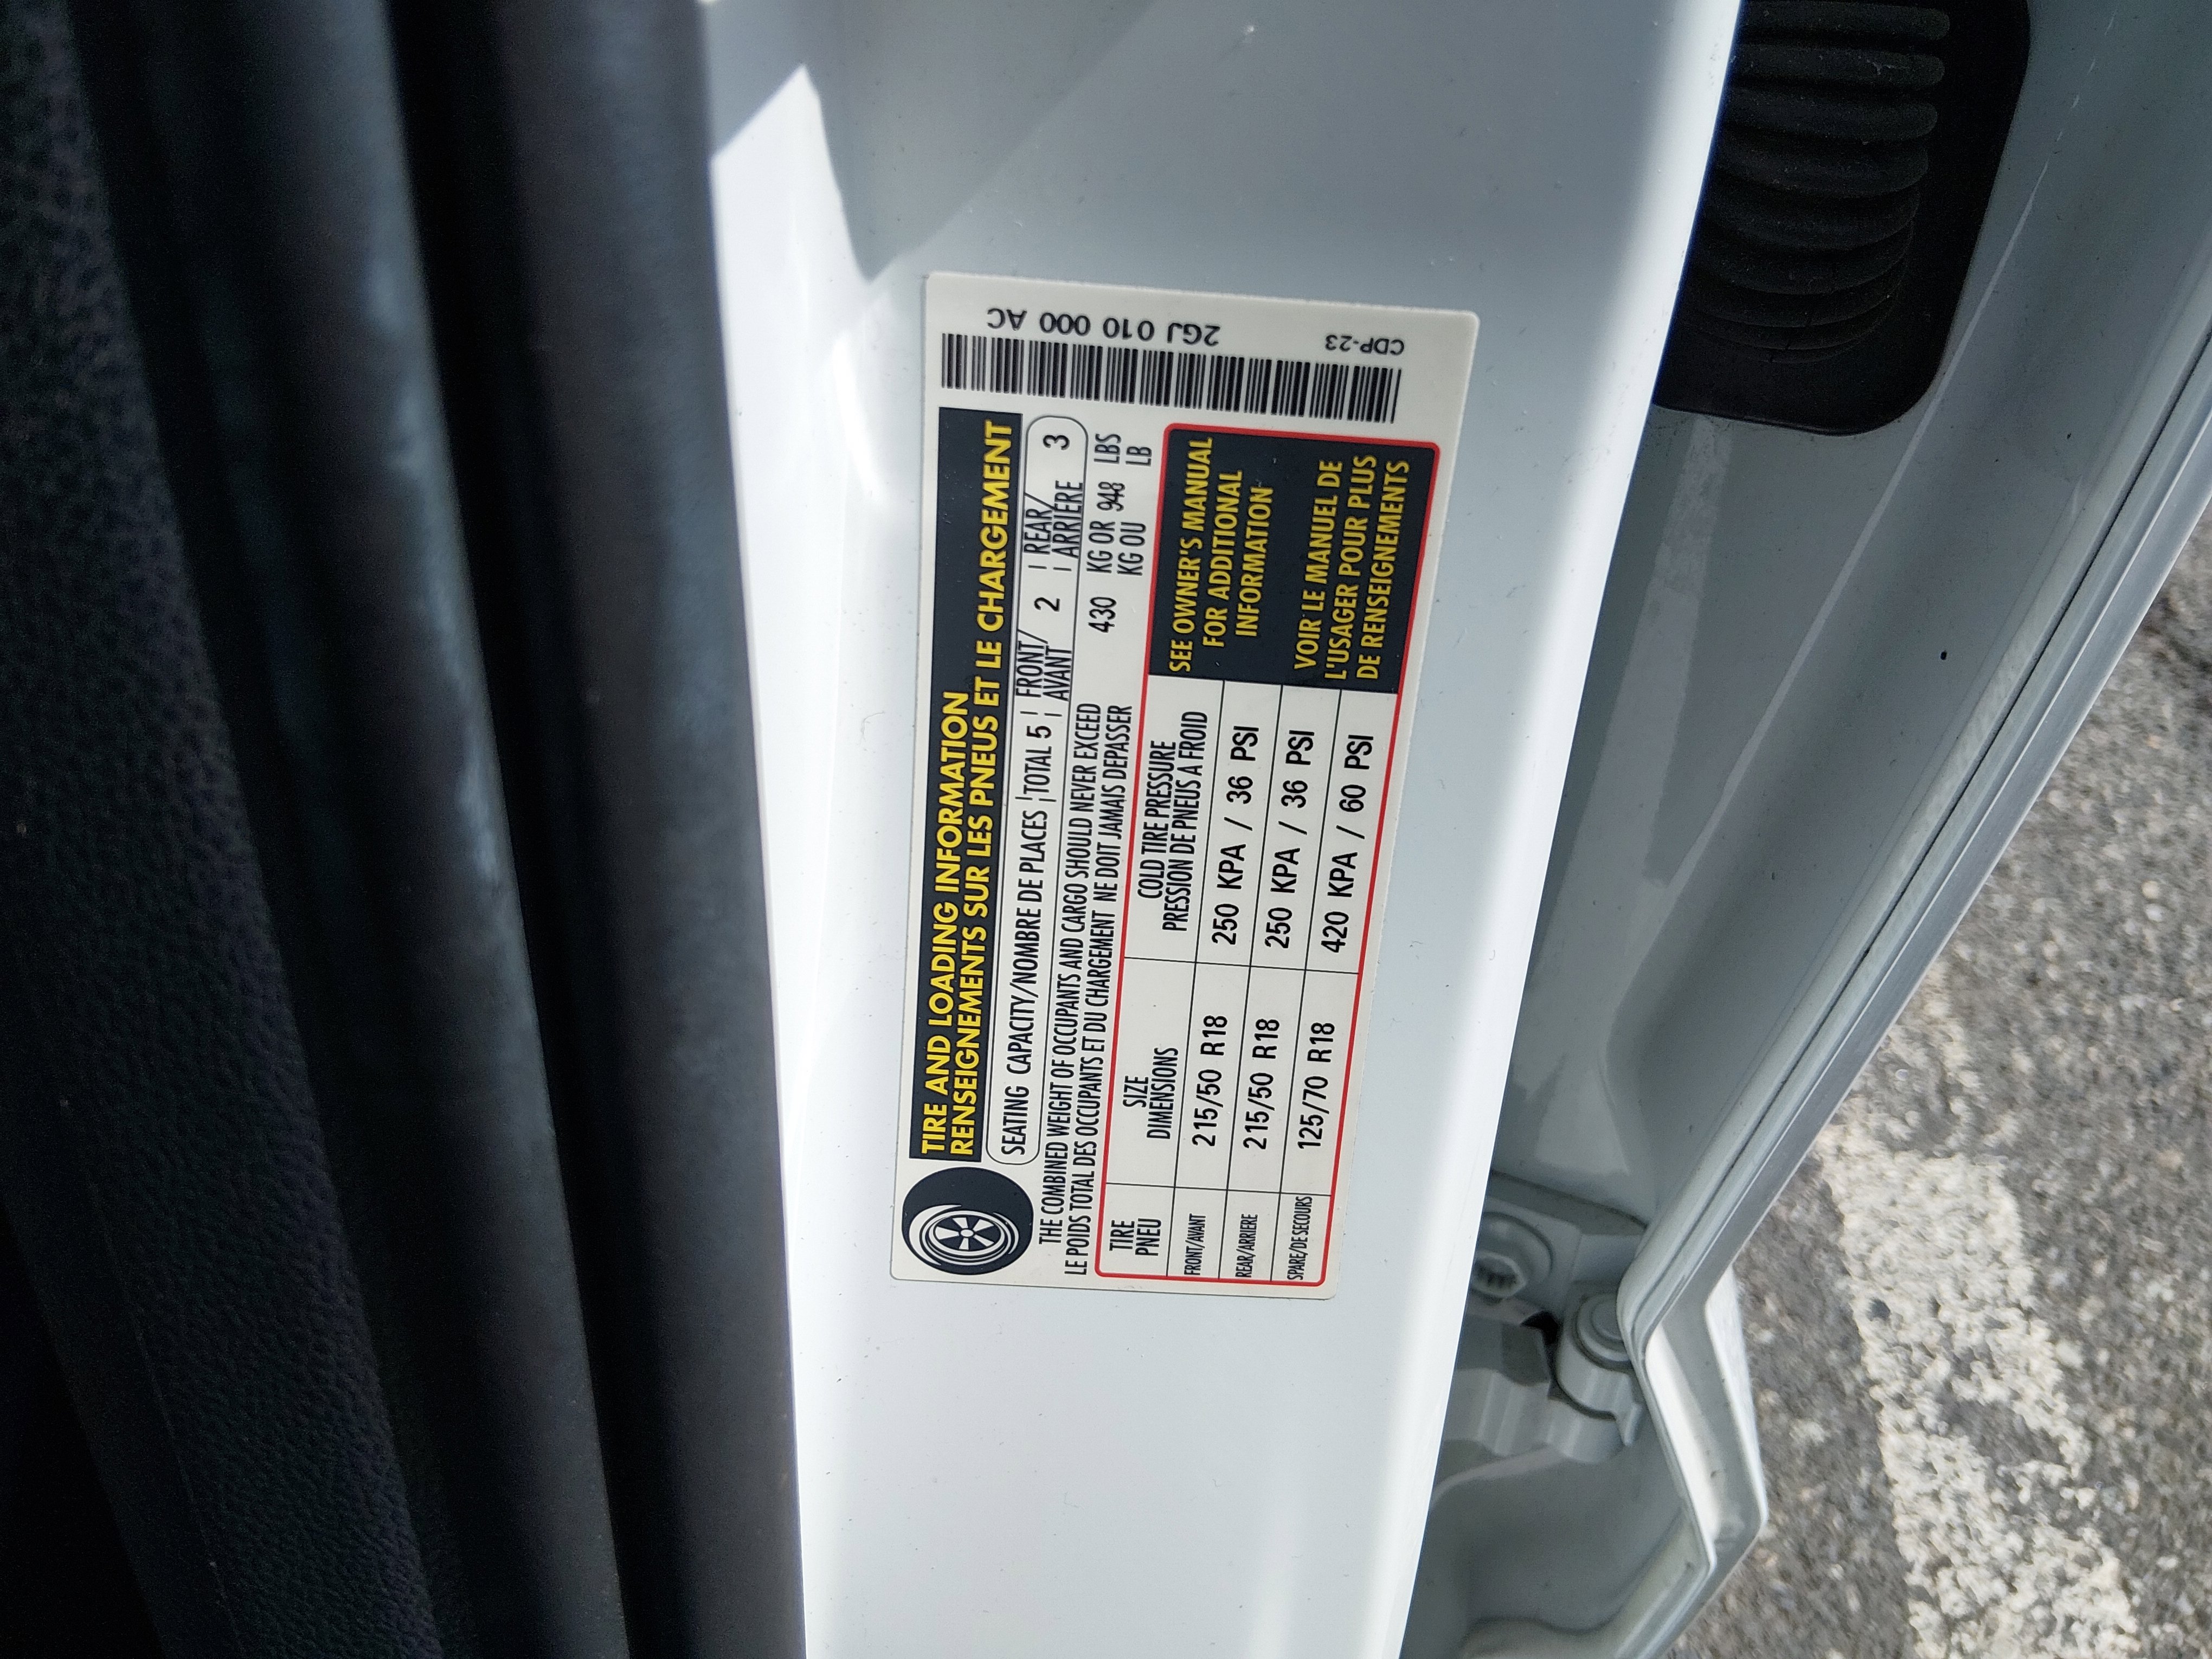 TIRE AND LOADING INFORMATION
RENSEIGNEMENTS SUR LES PNEUS ET LE CHARGEMENT
SEATING CAPACITY/NOMBRE DE PLACES TOTAL 5 FRONT/AVANT 2 REAR/ARRIÈRE 3
THE COMBINED WEIGHT OF OCCUPANTS AND CARGO SHOULD NEVER EXCEED 430 KG OR 948 LBS
LE POIDS TOTAL DES OCCUPANTS ET DU CHARGEMENT NE DOIT JAMAIS DEPASSER KG OU LB
TIRE
PNEU
SIZE
DIMENSIONS
COLD TIRE PRESSURE
PRESSION DE PNEUS A FROID
FRONT/AVANT 215/50 R18 250 KPA / 36 PSI
REAR/ARRIERE 215/50 R18 250 KPA / 36 PSI
SPARE/DE SECOURS 125/70 R18 420 KPA / 60 PSI
SEE OWNER'S MANUAL
FOR ADDITIONAL
INFORMATION
VOIR LE MANUEL DE
L'USAGER POUR PLUS
DE RENSEIGNEMENTS
2GJ 010 000 AC
CDP-23